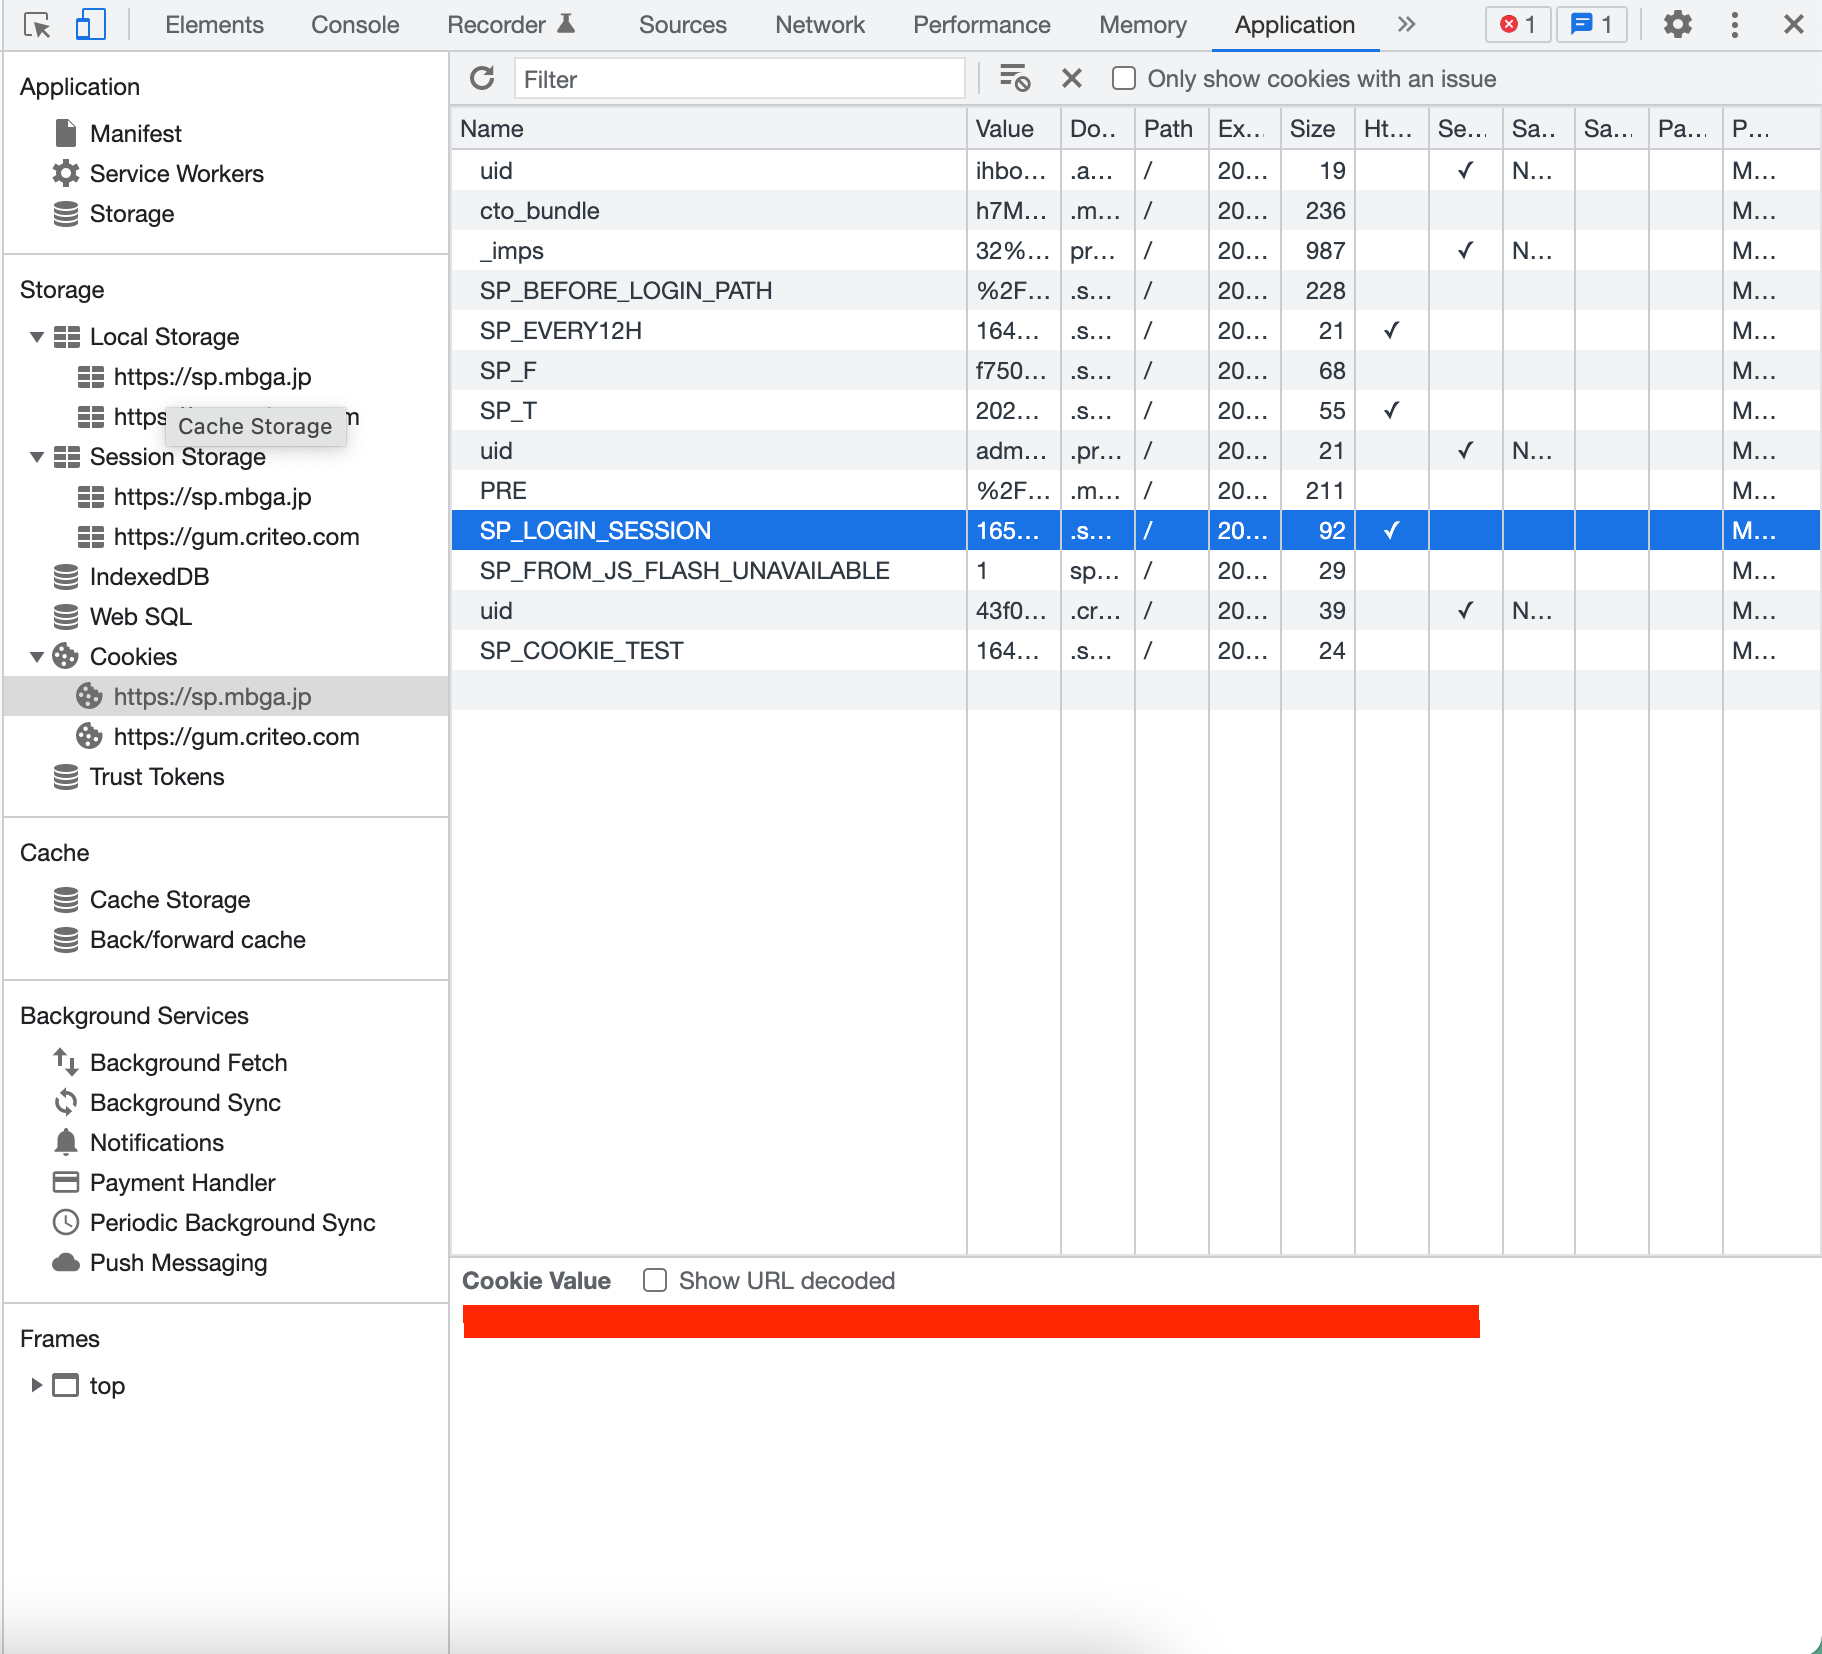 Elements Console Recorder Sources Network Performance Memory Application 1 1
Application
Manifest
Service Workers
Storage
Storage
Local Storage
https://sp.mbga.jp
https m
Cache Storage
Session Storage
https://sp.mbga.jp
https://gum.criteo.com
IndexedDB
Web SQL
Cookies
https://sp.mbga.jp
https://gum.criteo.com
Trust Tokens
Cache
Cache Storage
Back/forward cache
Background Services
Background Fetch
Background Sync
Notifications
Payment Handler
Periodic Background Sync
Push Messaging
Frames
top
Filter Only show cookies with an issue
Name Value Do... Path Ex... Size Ht... Se... Sa... Sa... Pa... P...
uid ihbo... .a... / 20... 19 ✓ N... M...
cto_bundle h7M... .m... / 20... 236 M...
_imps 32%... pr... / 20... 987 ✓ N... M...
SP_BEFORE_LOGIN_PATH %2F... .s... / 20... 228 M...
SP_EVERY12H 164... .s... / 20... 21 ✓ M...
SP_F f750... .s... / 20... 68 M...
SP_T 202... .s... / 20... 55 ✓ M...
uid adm... .pr... / 20... 21 ✓ N... M...
PRE %2F... .m... / 20... 211 M...
SP_LOGIN_SESSION 165... .s... / 20... 92 ✓ M...
SP_FROM_JS_FLASH_UNAVAILABLE 1 sp... / 20... 29 M...
uid 43f0... .cr... / 20... 39 ✓ N... M...
SP_COOKIE_TEST 164... .s... / 20... 24 M...
Cookie Value Show URL decoded